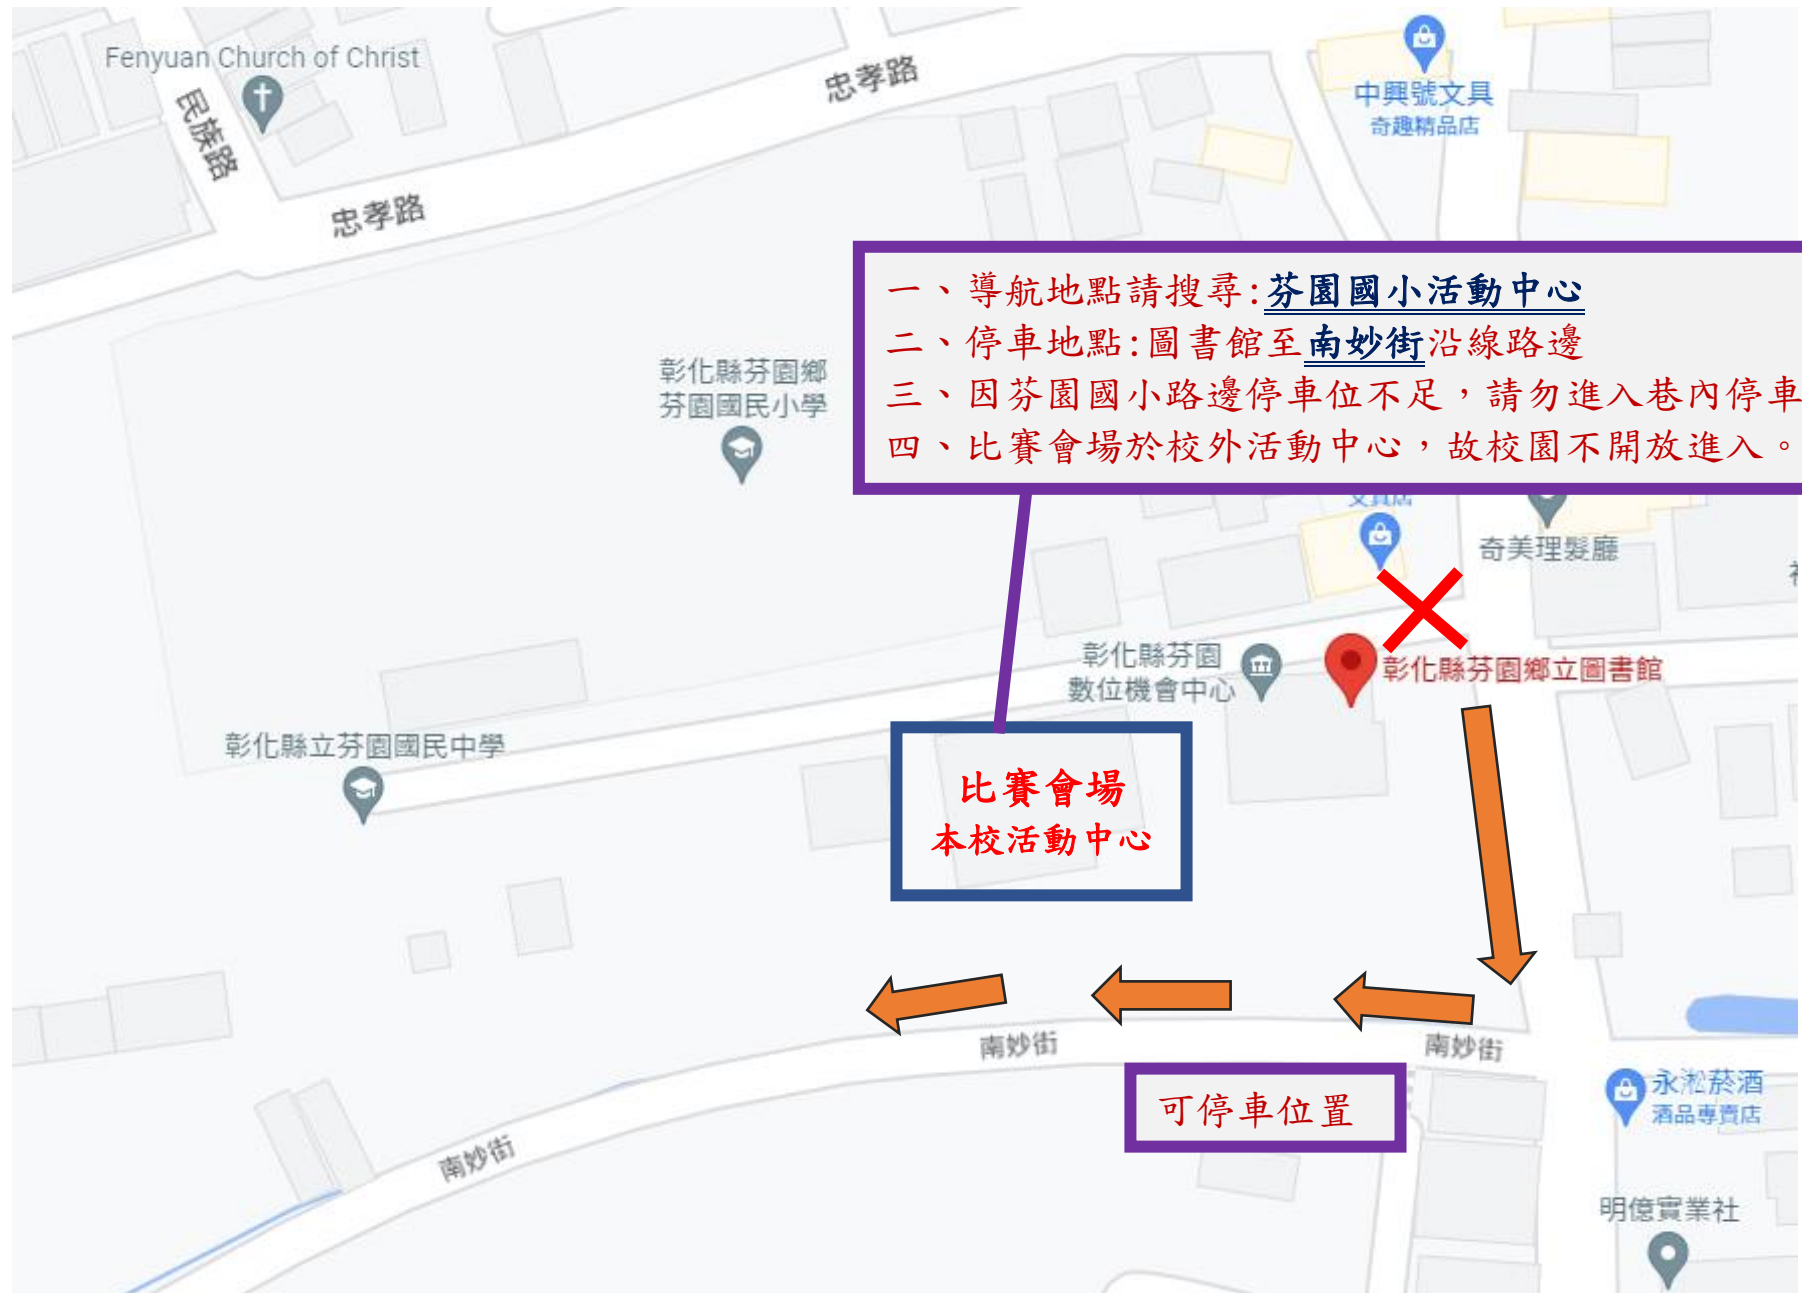 Fenyuan Church of Christ
民族路
忠孝路
忠孝路
中興號文具
奇趣精品店
一、導航地點請搜尋:芬園國小活動中心
二、停車地點:圖書館至南妙街沿線路邊
三、因芬園國小路邊停車位不足，請勿進入巷內停車
四、比賽會場於校外活動中心，故校園不開放進入。
彰化縣芬園鄉
芬園國民小學
文具店
奇美理髮廳
彰化縣芬園
數位機會中心
彰化縣芬園鄉立圖書館
彰化縣立芬園國民中學
比賽會場
本校活動中心
南妙街
南妙街
可停車位置
永淞菸酒
酒品專賣店
南妙街
明億實業社